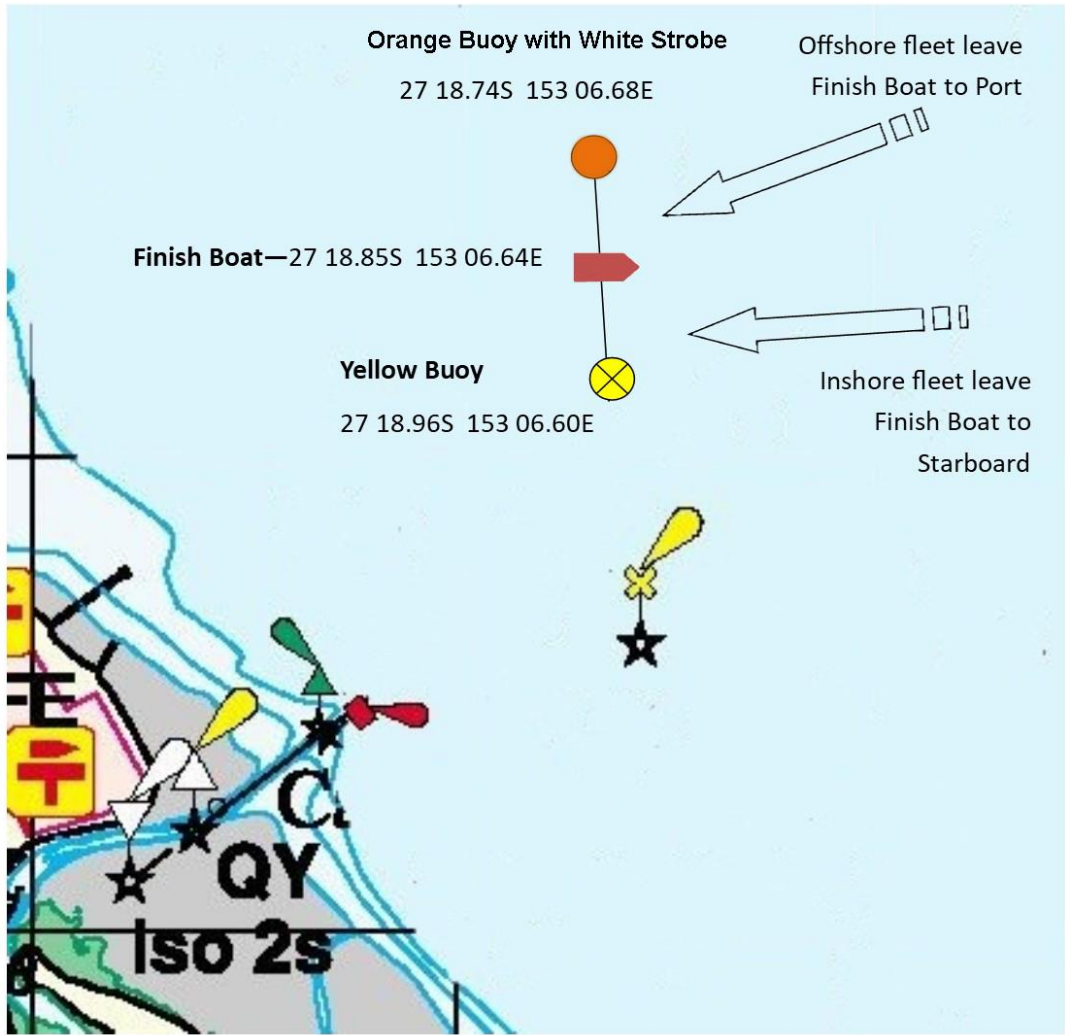 Orange Buoy with White Strobe
27 18.74S 153 06.68E
Offshore fleet leave
Finish Boat to Port
Finish Boat—27 18.85S 153 06.64E
Yellow Buoy
27 18.96S 153 06.60E
Inshore fleet leave
Finish Boat to
Starboard
QY
Iso 2s